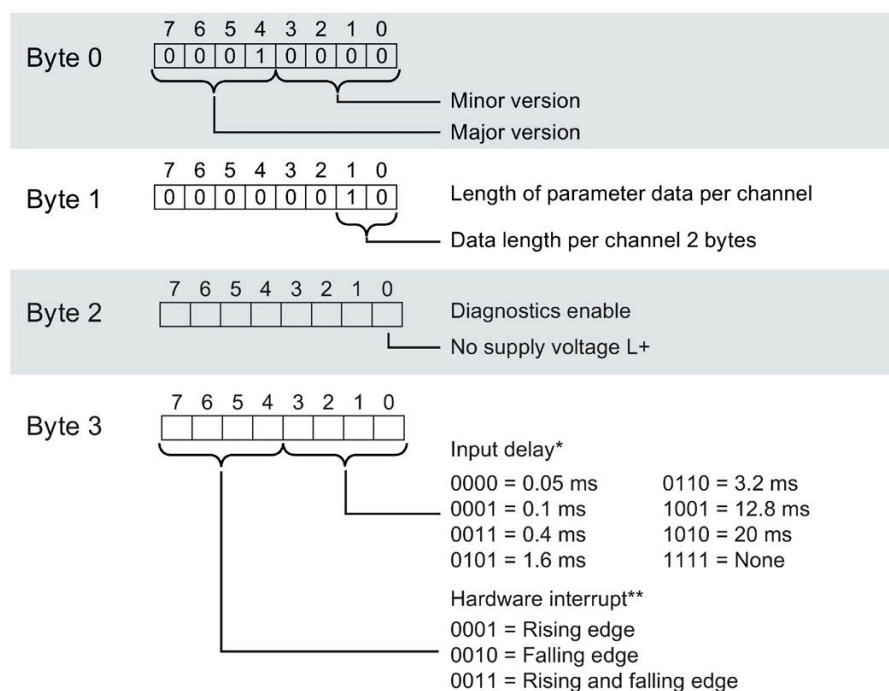 7 6 5 4 3 2 1 0
Byte 0 0 0 0 1 0 0 0 0
Minor version
Major version
7 6 5 4 3 2 1 0
Byte 1 0 0 0 0 0 0 1 0 Length of parameter data per channel
Data length per channel 2 bytes
7 6 5 4 3 2 1 0
Byte 2 Diagnostics enable
No supply voltage L+
7 6 5 4 3 2 1 0
Byte 3
Input delay*
0000 = 0.05 ms 0110 = 3.2 ms
0001 = 0.1 ms 1001 = 12.8 ms
0011 = 0.4 ms 1010 = 20 ms
0101 = 1.6 ms 1111 = None
Hardware interrupt**
0001 = Rising edge
0010 = Falling edge
0011 = Rising and falling edge